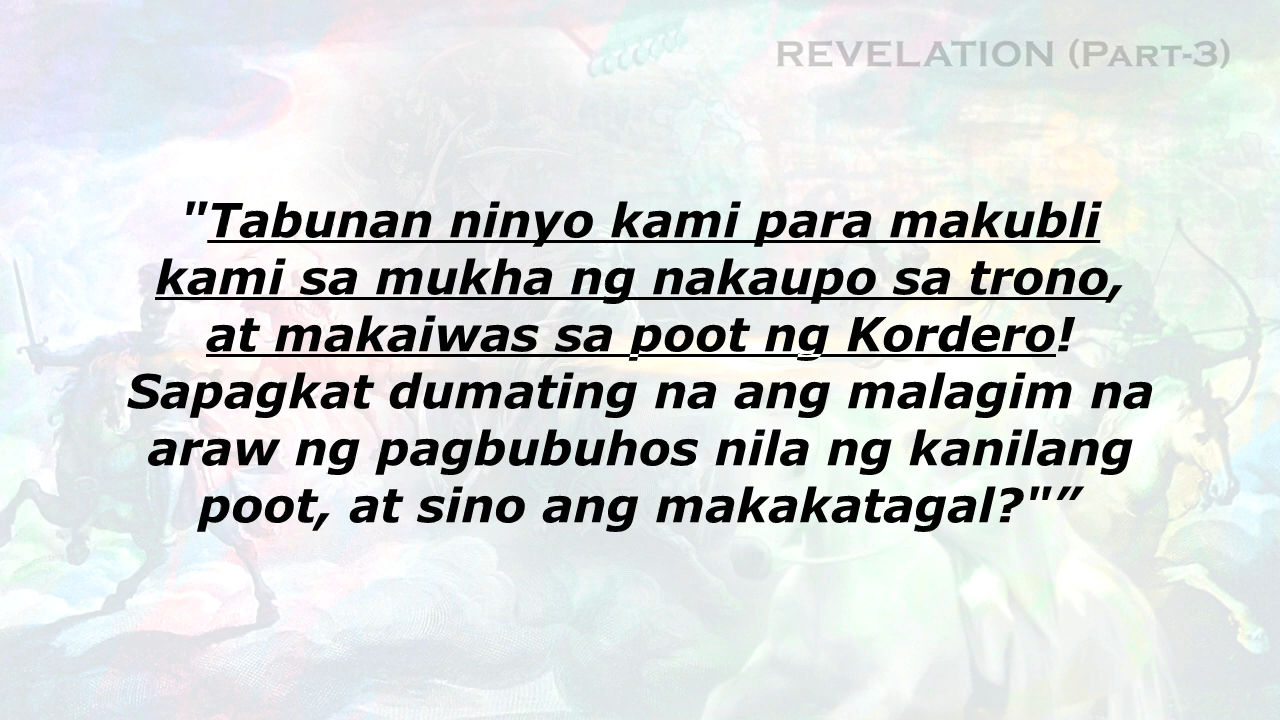 REVELATION (PART-3)
"Tabunan ninyo kami para makubli
kami sa mukha ng nakaupo sa trono,
at makaiwas sa poot ng Kordero!
Sapagkat dumating na ang malagim na
araw ng pagbubuhos nila ng kanilang
poot, at sino ang makakatagal?"”